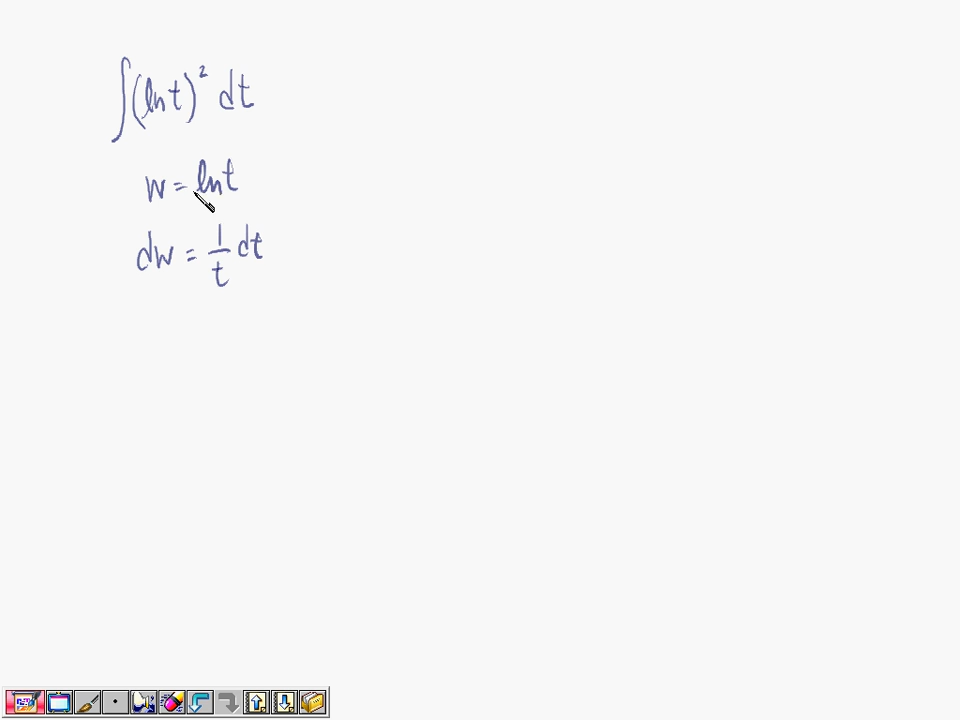 ∫(ln t)² dt
w = ln t
dw = 1/t dt